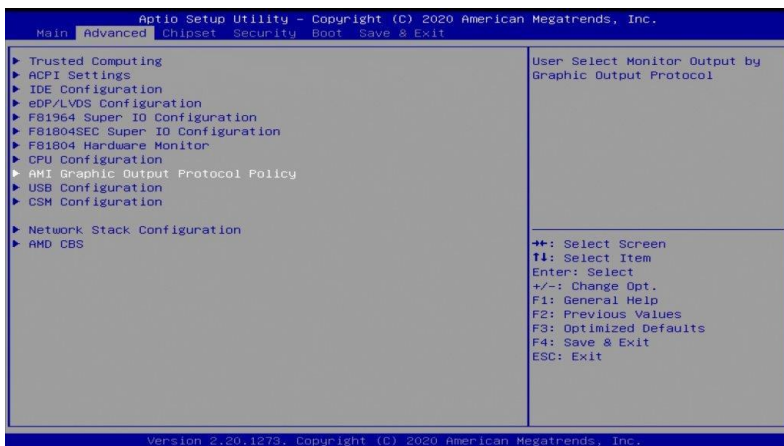 Aptio Setup Utility – Copyright (C) 2020 American Megatrends, Inc.
Main Advanced Chipset Security Boot Save & Exit
▶ Trusted Computing
▶ ACPI Settings
▶ IDE Configuration
▶ eDP/LVDS Configuration
▶ F81964 Super IO Configuration
▶ F81804SEC Super IO Configuration
▶ F81804 Hardware Monitor
▶ CPU Configuration
▶ AMI Graphic Output Protocol Policy
▶ USB Configuration
▶ CSM Configuration
▶ Network Stack Configuration
▶ AMD CBS
User Select Monitor Output by
Graphic Output Protocol
→←: Select Screen
↑↓: Select Item
Enter: Select
+/-: Change Opt.
F1: General Help
F2: Previous Values
F3: Optimized Defaults
F4: Save & Exit
ESC: Exit
Version 2.20.1273. Copyright (C) 2020 American Megatrends, Inc.